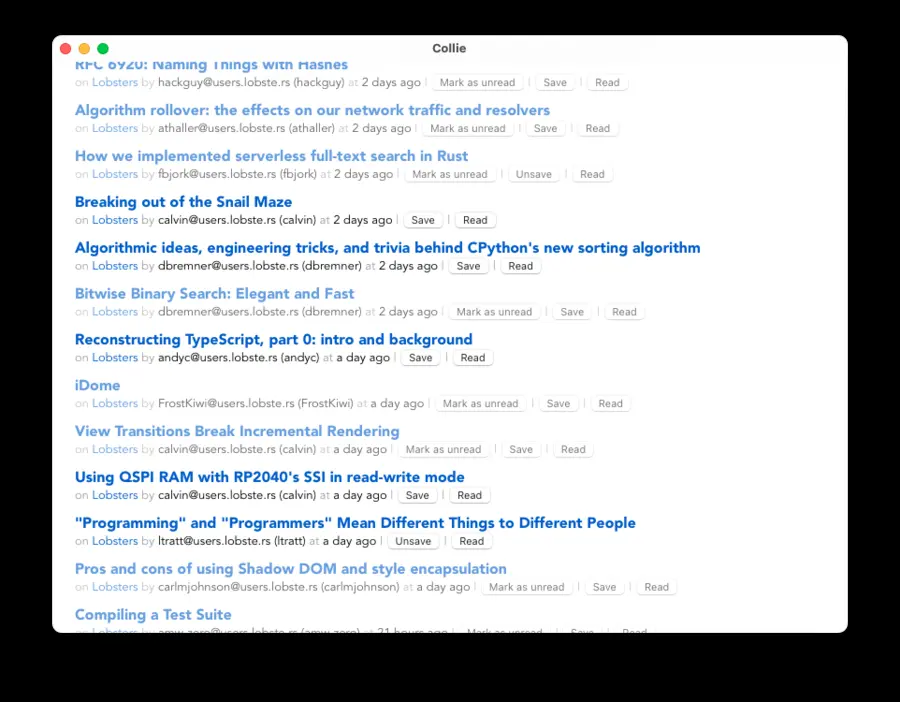 Collie
RFC 6920: Naming Things with Hashes
on Lobsters by hackguy@users.lobste.rs (hackguy) at 2 days ago | Mark as unread | Save | Read
Algorithm rollover: the effects on our network traffic and resolvers
on Lobsters by athaller@users.lobste.rs (athaller) at 2 days ago | Mark as unread | Save | Read
How we implemented serverless full-text search in Rust
on Lobsters by fbjork@users.lobste.rs (fbjork) at 2 days ago | Mark as unread | Unsave | Read
Breaking out of the Snail Maze
on Lobsters by calvin@users.lobste.rs (calvin) at 2 days ago | Save | Read
Algorithmic ideas, engineering tricks, and trivia behind CPython's new sorting algorithm
on Lobsters by dbremner@users.lobste.rs (dbremner) at 2 days ago | Save | Read
Bitwise Binary Search: Elegant and Fast
on Lobsters by dbremner@users.lobste.rs (dbremner) at 2 days ago | Mark as unread | Save | Read
Reconstructing TypeScript, part 0: intro and background
on Lobsters by andyc@users.lobste.rs (andyc) at a day ago | Save | Read
iDome
on Lobsters by FrostKiwi@users.lobste.rs (FrostKiwi) at a day ago | Mark as unread | Save | Read
View Transitions Break Incremental Rendering
on Lobsters by calvin@users.lobste.rs (calvin) at a day ago | Mark as unread | Save | Read
Using QSPI RAM with RP2040's SSI in read-write mode
on Lobsters by calvin@users.lobste.rs (calvin) at a day ago | Save | Read
"Programming" and "Programmers" Mean Different Things to Different People
on Lobsters by ltratt@users.lobste.rs (ltratt) at a day ago | Unsave | Read
Pros and cons of using Shadow DOM and style encapsulation
on Lobsters by carlmjohnson@users.lobste.rs (carlmjohnson) at a day ago | Mark as unread | Save | Read
Compiling a Test Suite
on Lobsters by amw-zero@users.lobste.rs (amw-zero) at 21 hours ago | Mark as unread | Save | Read